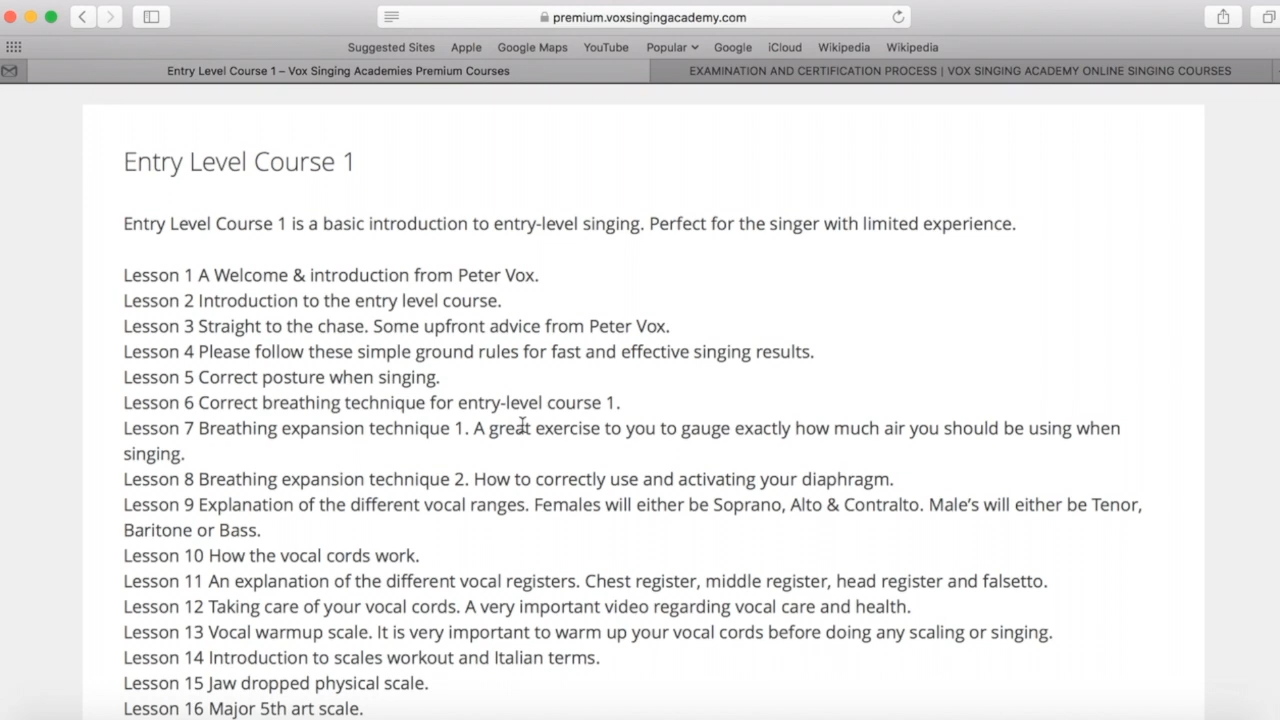 premium.voxsingingacademy.com
Suggested Sites Apple Google Maps YouTube Popular Google iCloud Wikipedia Wikipedia
Entry Level Course 1 – Vox Singing Academies Premium Courses
EXAMINATION AND CERTIFICATION PROCESS | VOX SINGING ACADEMY ONLINE SINGING COURSES
Entry Level Course 1
Entry Level Course 1 is a basic introduction to entry-level singing. Perfect for the singer with limited experience.
Lesson 1 A Welcome & introduction from Peter Vox.
Lesson 2 Introduction to the entry level course.
Lesson 3 Straight to the chase. Some upfront advice from Peter Vox.
Lesson 4 Please follow these simple ground rules for fast and effective singing results.
Lesson 5 Correct posture when singing.
Lesson 6 Correct breathing technique for entry-level course 1.
Lesson 7 Breathing expansion technique 1. A great exercise to you to gauge exactly how much air you should be using when
singing.
Lesson 8 Breathing expansion technique 2. How to correctly use and activating your diaphragm.
Lesson 9 Explanation of the different vocal ranges. Females will either be Soprano, Alto & Contralto. Male’s will either be Tenor,
Baritone or Bass.
Lesson 10 How the vocal cords work.
Lesson 11 An explanation of the different vocal registers. Chest register, middle register, head register and falsetto.
Lesson 12 Taking care of your vocal cords. A very important video regarding vocal care and health.
Lesson 13 Vocal warmup scale. It is very important to warm up your vocal cords before doing any scaling or singing.
Lesson 14 Introduction to scales workout and Italian terms.
Lesson 15 Jaw dropped physical scale.
Lesson 16 Major 5th art scale.